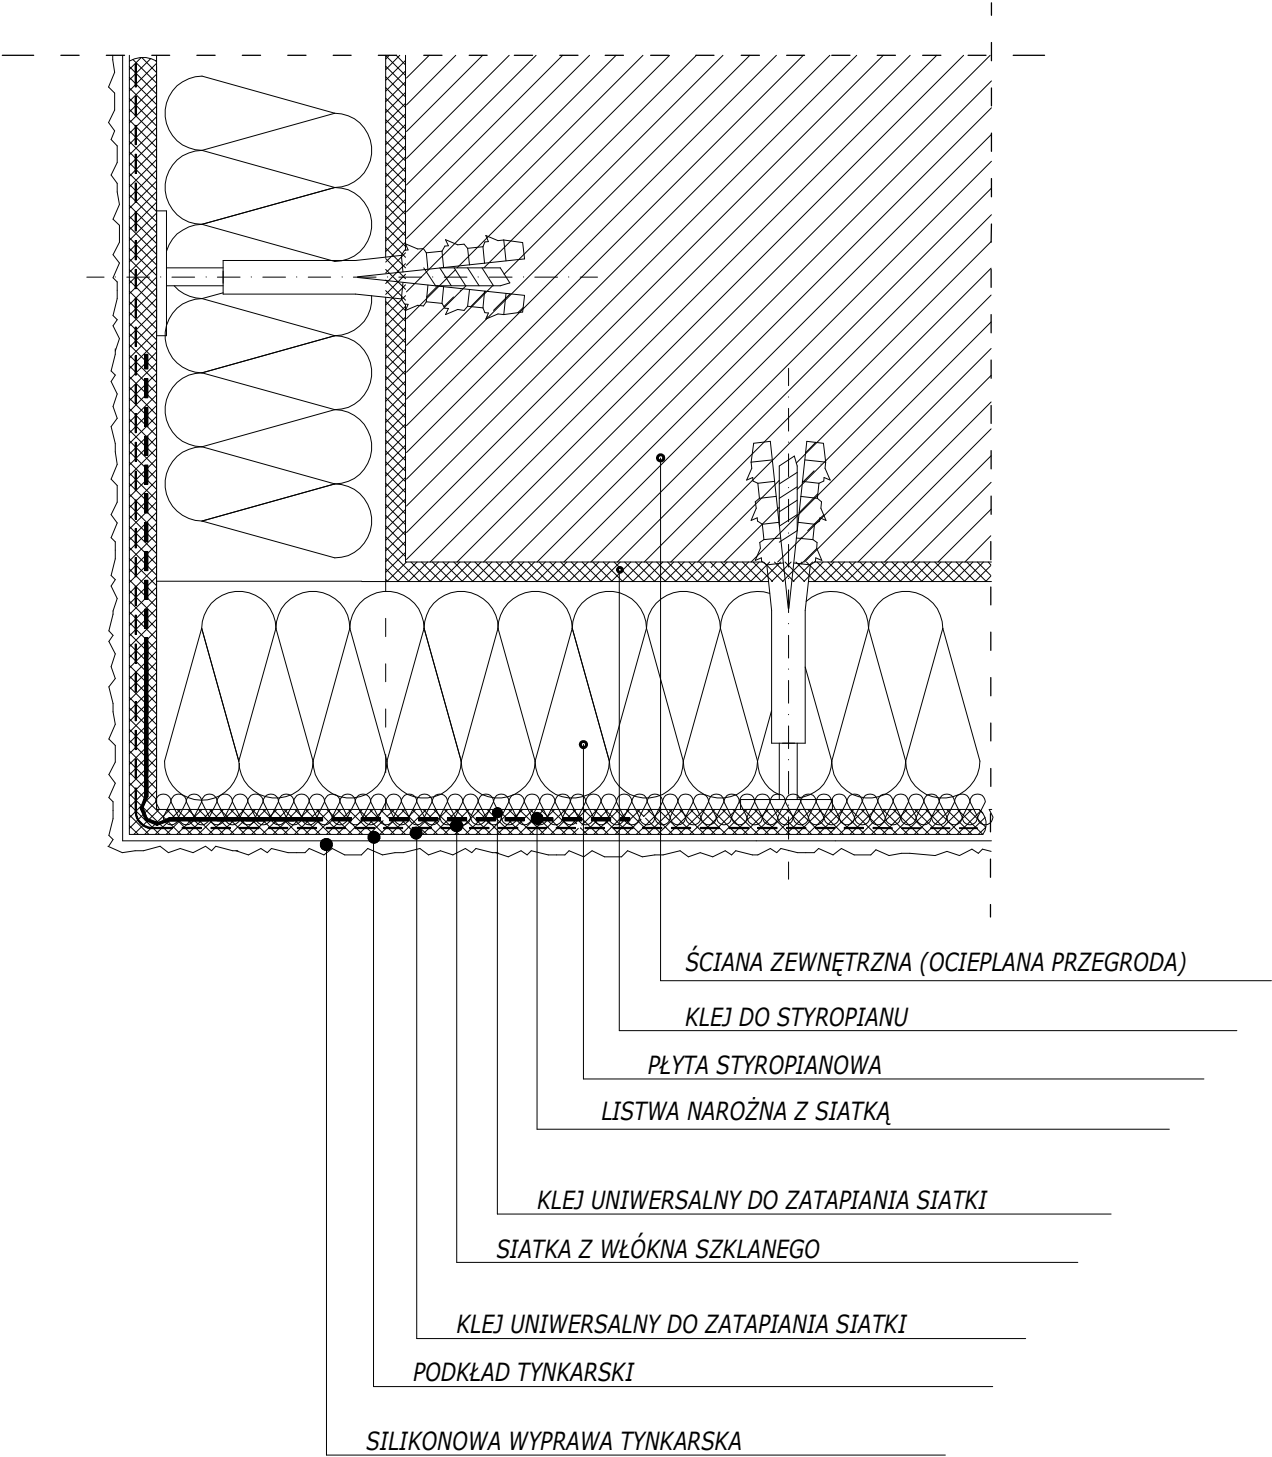 ŚCIANA ZEWNĘTRZNA (OCIEPLANA PRZEGRODA)
KLEJ DO STYROPIANU
PŁYTA STYROPIANOWA
LISTWA NAROŻNA Z SIATKĄ
KLEJ UNIWERSALNY DO ZATAPIANIA SIATKI
SIATKA Z WŁÓKNA SZKLANEGO
KLEJ UNIWERSALNY DO ZATAPIANIA SIATKI
PODKŁAD TYNKARSKI
SILIKONOWA WYPRAWA TYNKARSKA